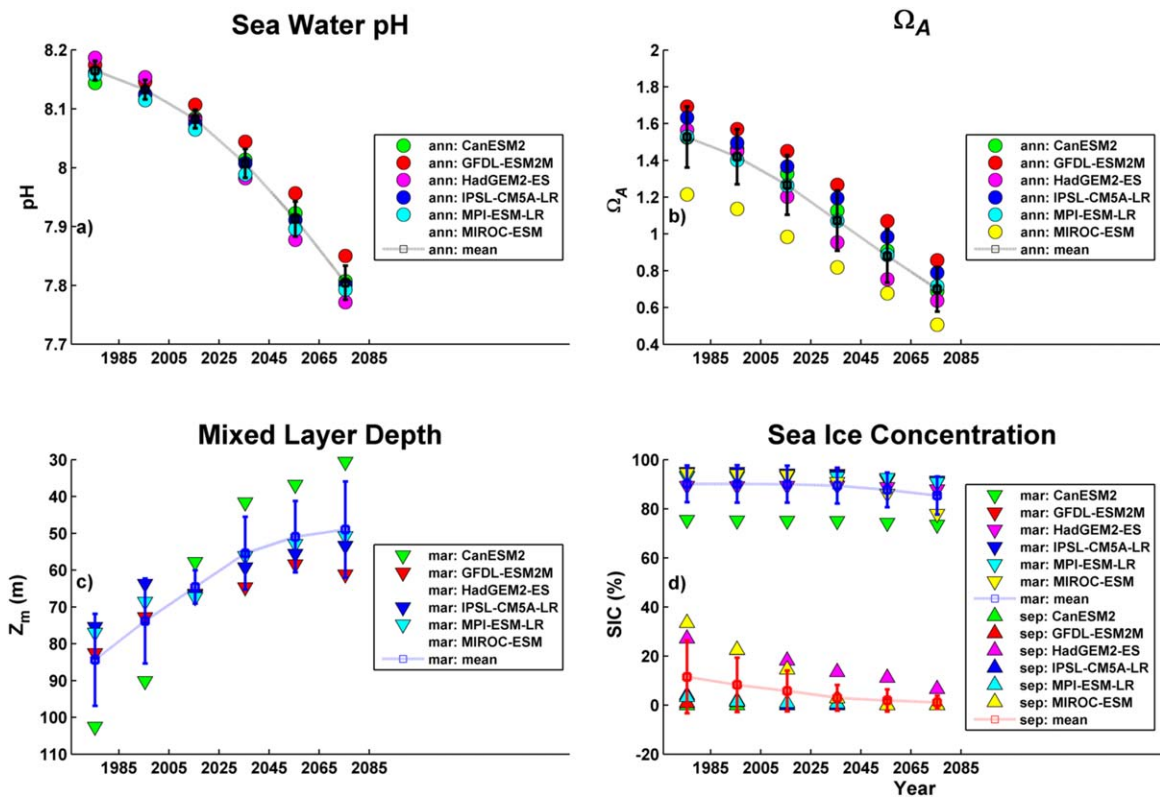 Sea Water pH
8.2
8.1
8
7.9
7.8
7.7
pH
a)
ann: CanESM2
ann: GFDL-ESM2M
ann: HadGEM2-ES
ann: IPSL-CM5A-LR
ann: MPI-ESM-LR
ann: MIROC-ESM
ann: mean
1985 2005 2025 2045 2065 2085
Ω_A
2
1.8
1.6
1.4
1.2
1
0.8
0.6
0.4
Ω_A
b)
ann: CanESM2
ann: GFDL-ESM2M
ann: HadGEM2-ES
ann: IPSL-CM5A-LR
ann: MPI-ESM-LR
ann: MIROC-ESM
ann: mean
1985 2005 2025 2045 2065 2085
Mixed Layer Depth
30
40
50
60
70
80
90
100
110
Z_m (m)
c)
mar: CanESM2
mar: GFDL-ESM2M
mar: HadGEM2-ES
mar: IPSL-CM5A-LR
mar: MPI-ESM-LR
mar: MIROC-ESM
mar: mean
1985 2005 2025 2045 2065 2085
Sea Ice Concentration
100
80
60
40
20
0
-20
SIC (%)
d)
mar: CanESM2
mar: GFDL-ESM2M
mar: HadGEM2-ES
mar: IPSL-CM5A-LR
mar: MPI-ESM-LR
mar: MIROC-ESM
mar: mean
sep: CanESM2
sep: GFDL-ESM2M
sep: HadGEM2-ES
sep: IPSL-CM5A-LR
sep: MPI-ESM-LR
sep: MIROC-ESM
sep: mean
1985 2005 2025 2045 2065 2085
Year